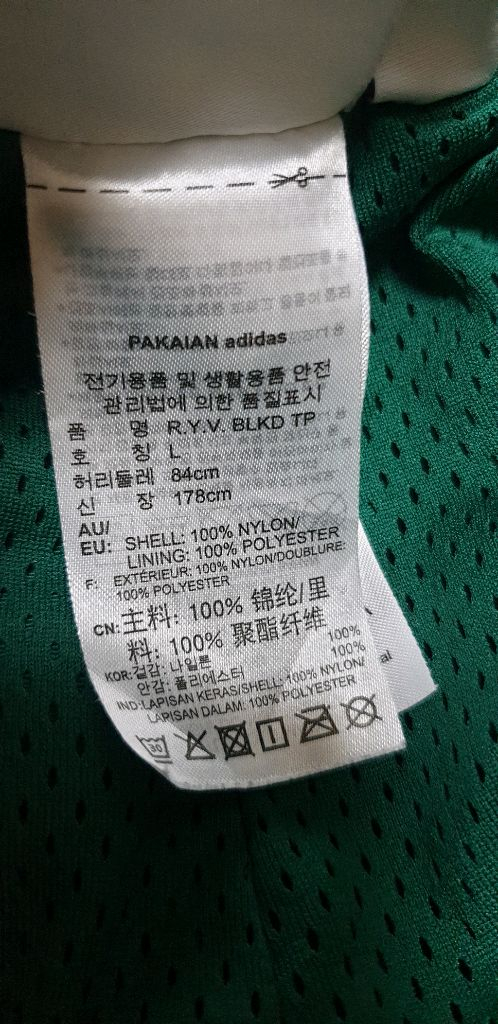 PAKAIAN adidas
전기용품 및 생활용품 안전
관리법에 의한 품질표시
품 명 R.Y.V. BLKD TP
호 칭 L
허리둘레 84cm
신 장 178cm
AU/
EU: SHELL: 100% NYLON/
LINING: 100% POLYESTER
F: EXTÉRIEUR: 100% NYLON/DOUBLURE:
100% POLYESTER
CN: 主料: 100% 锦纶/里
料: 100% 聚酯纤维
KOR: 겉감: 나일론 100%
안감: 폴리에스터 100%
IND: LAPISAN KERAS/SHELL: 100% NYLON/
LAPISAN DALAM: 100% POLYESTER
30
al